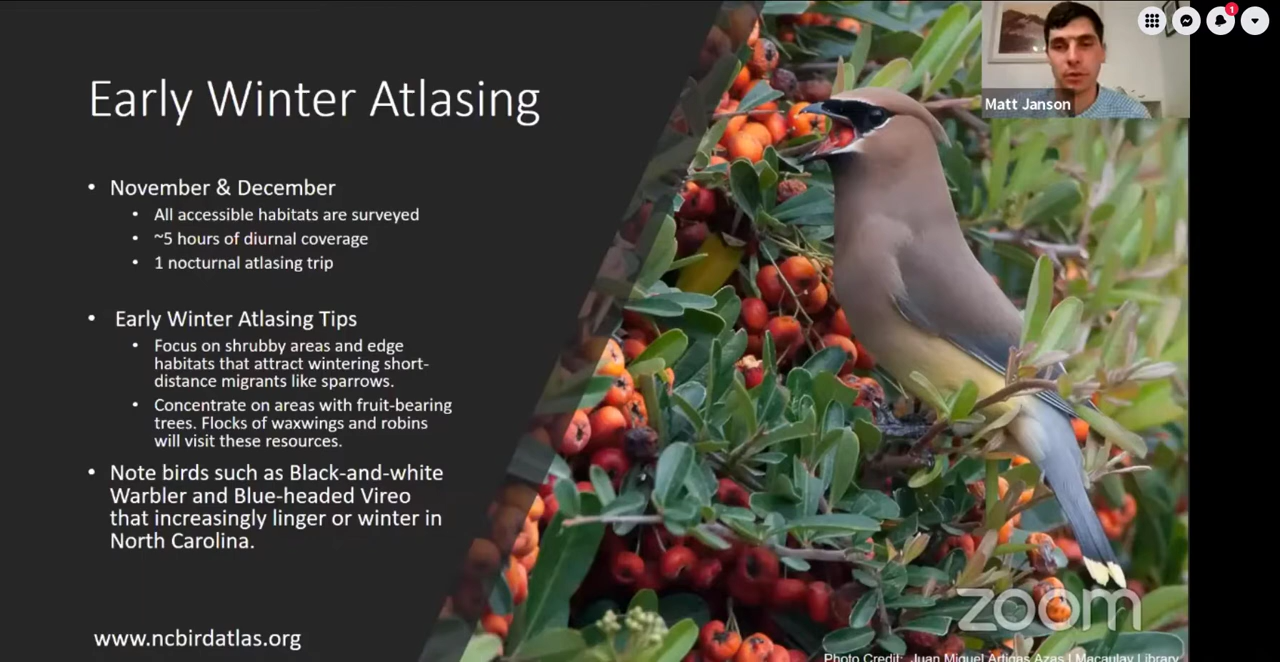 Early Winter Atlasing
• November & December
• All accessible habitats are surveyed
• ~5 hours of diurnal coverage
• 1 nocturnal atlasing trip
• Early Winter Atlasing Tips
• Focus on shrubby areas and edge
habitats that attract wintering short-
distance migrants like sparrows.
• Concentrate on areas with fruit-bearing
trees. Flocks of waxwings and robins
will visit these resources.
• Note birds such as Black-and-white
Warbler and Blue-headed Vireo
that increasingly linger or winter in
North Carolina.
www.ncbirdatlas.org
Matt Janson
1
zoom
Photo Credit: Juan Miguel Artigas Azas | Macaulay Library